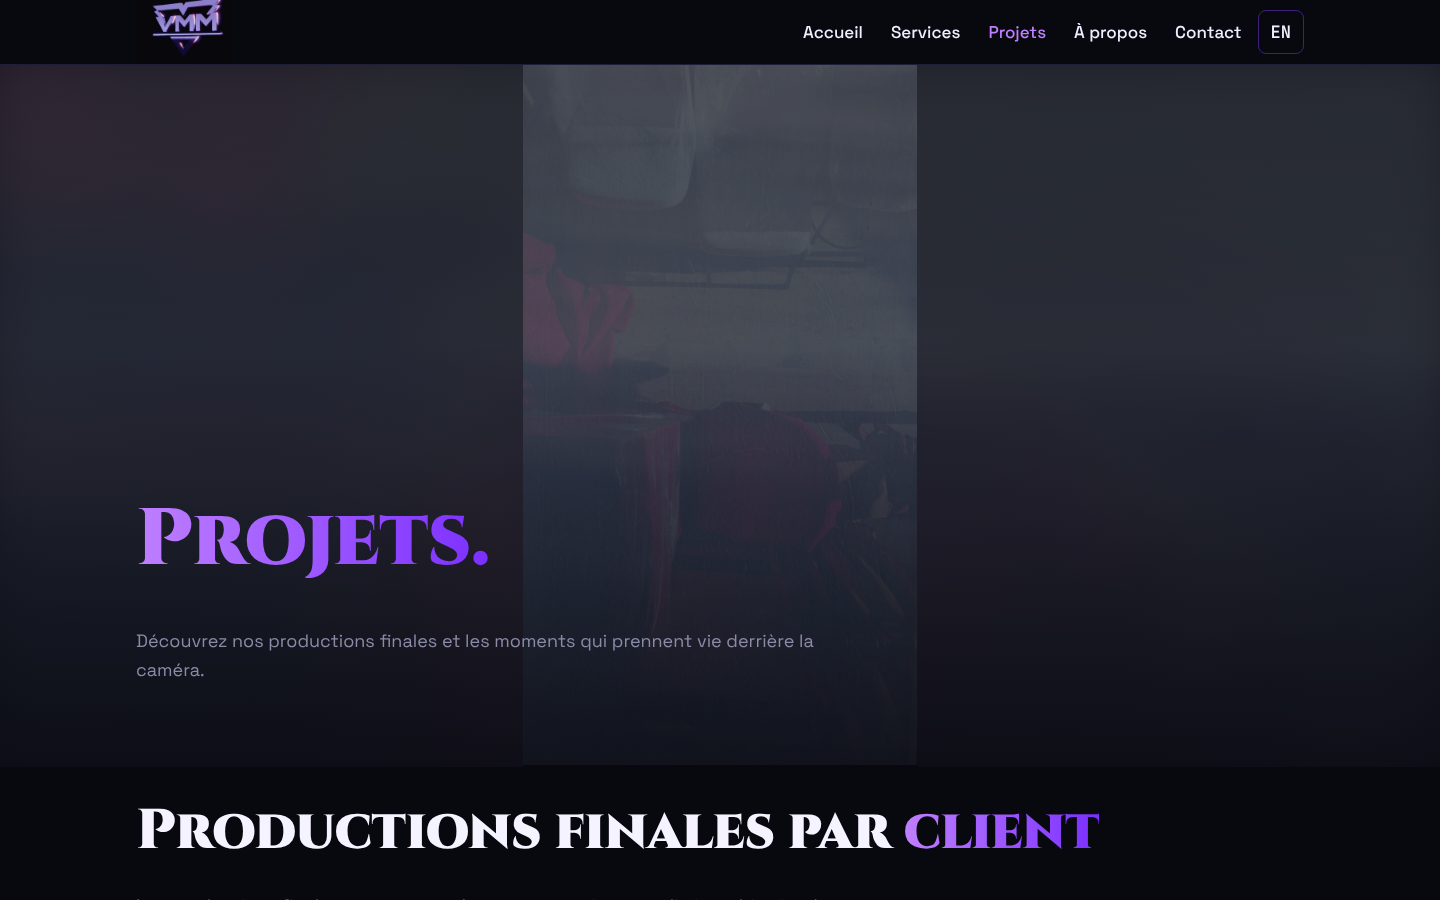 VMM
Accueil Services Projets À propos Contact EN
Projets.
Découvrez nos productions finales et les moments qui prennent vie derrière la
caméra.
Productions finales par client